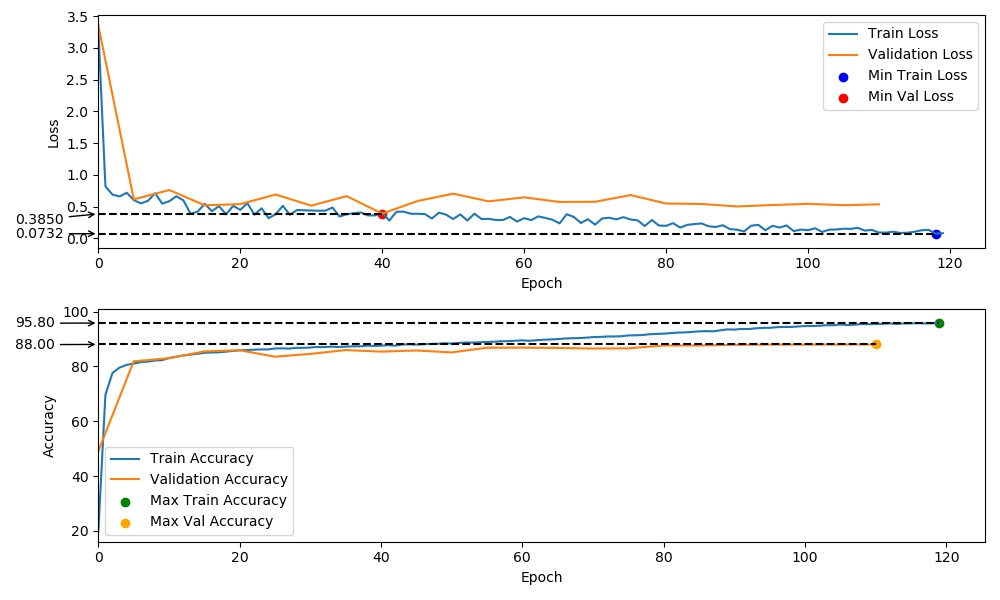 3.5
3.0
2.5
2.0
1.5
1.0
0.5
0.0
0.3850
0.0732
Loss
Train Loss
Validation Loss
Min Train Loss
Min Val Loss
0 20 40 60 80 100 120
Epoch
100
80
60
40
20
95.80
88.00
Accuracy
Train Accuracy
Validation Accuracy
Max Train Accuracy
Max Val Accuracy
0 20 40 60 80 100 120
Epoch